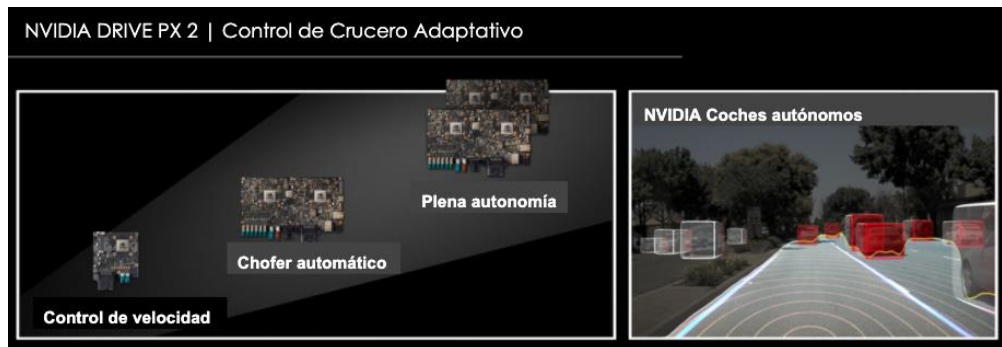 NVIDIA DRIVE PX 2 | Control de Crucero Adaptativo
Plena autonomía
Chofer automático
Control de velocidad
NVIDIA Coches autónomos